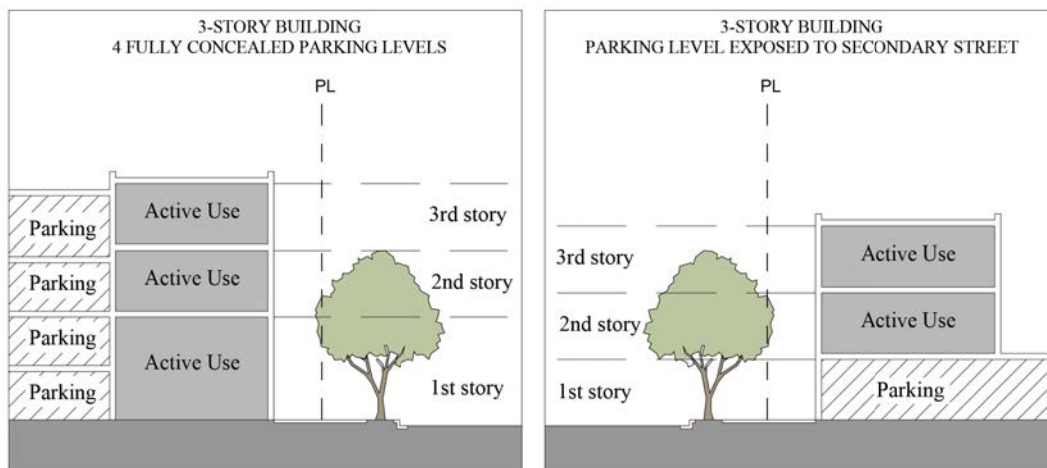 3-STORY BUILDING
4 FULLY CONCEALED PARKING LEVELS
PL
Active Use
3rd story
Parking
Active Use
2nd story
Parking
Parking
Active Use
1st story
Parking
3-STORY BUILDING
PARKING LEVEL EXPOSED TO SECONDARY STREET
PL
3rd story
Active Use
2nd story
Active Use
1st story
Parking